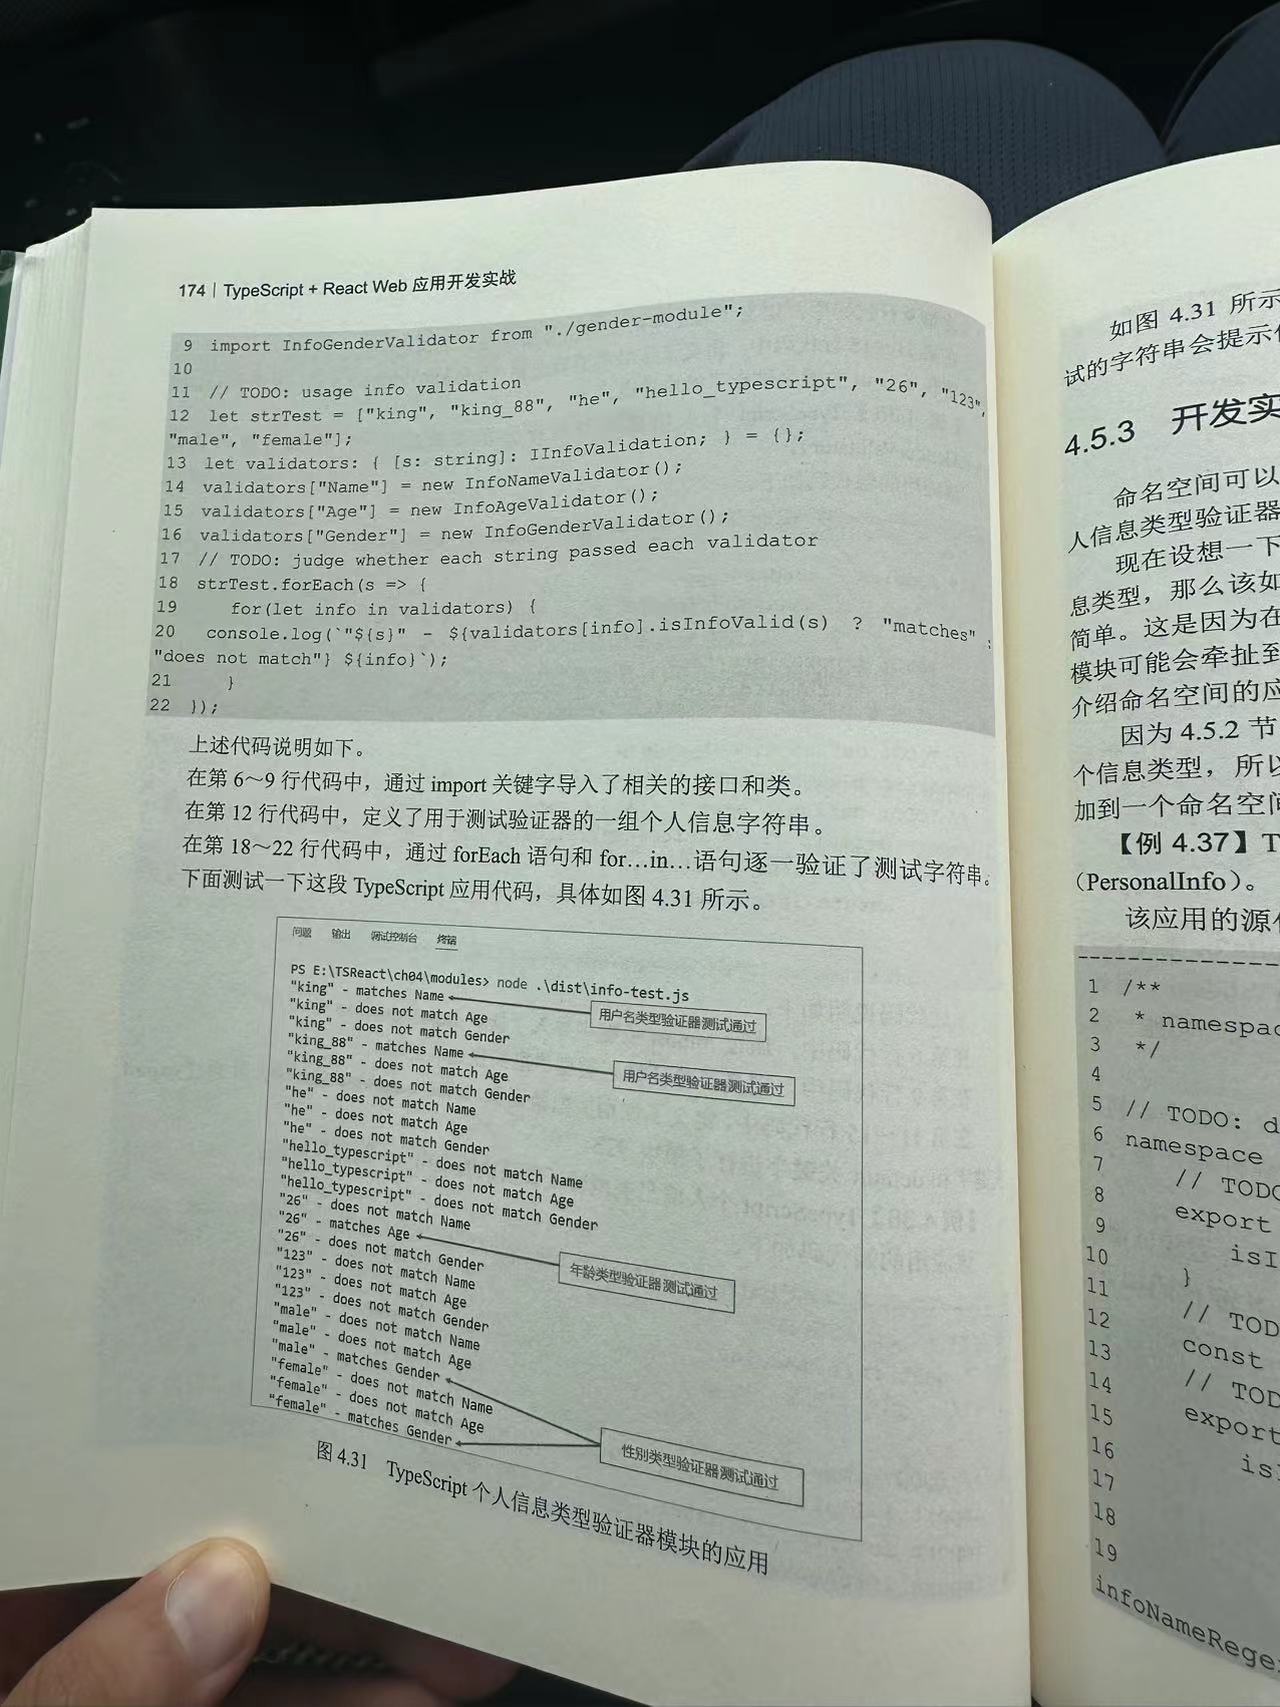 174 | TypeScript + React Web 应用开发实战
9 import InfoGenderValidator from "./gender-module";
10
11 // TODO: usage info validation
12 let strTest = ["king", "king_88", "he", "hello_typescript", "26", "123",
"male", "female"];
13 let validators: { [s: string]: IInfoValidation; } = {};
14 validators["Name"] = new InfoNameValidator();
15 validators["Age"] = new InfoAgeValidator();
16 validators["Gender"] = new InfoGenderValidator();
17 // TODO: judge whether each string passed each validator
18 strTest.forEach(s => {
19 for(let info in validators) {
20 console.log(`"${s}" - ${validators[info].isInfoValid(s) ? "matches" :
"does not match"} ${info}`);
21 }
22 });
上述代码说明如下。
在第 6～9 行代码中，通过 import 关键字导入了相关的接口和类。
在第 12 行代码中，定义了用于测试验证器的一组个人信息字符串。
在第 18～22 行代码中，通过 forEach 语句和 for…in…语句逐一验证了测试字符串。
下面测试一下这段 TypeScript 应用代码，具体如图 4.31 所示。
问题 输出 调试控制台 终端
PS E:\TSReact\ch04\modules> node .\dist\info-test.js
"king" - matches Name
用户名类型验证器测试通过
"king" - does not match Age
"king" - does not match Gender
"king_88" - matches Name
用户名类型验证器测试通过
"king_88" - does not match Age
"king_88" - does not match Gender
"he" - does not match Name
"he" - does not match Age
"he" - does not match Gender
"hello_typescript" - does not match Name
"hello_typescript" - does not match Age
"hello_typescript" - does not match Gender
"26" - does not match Name
"26" - matches Age
年龄类型验证器测试通过
"26" - does not match Gender
"123" - does not match Name
"123" - does not match Age
"123" - does not match Gender
"male" - does not match Name
"male" - does not match Age
"male" - matches Gender
"female" - does not match Name
"female" - does not match Age
"female" - matches Gender
性别类型验证器测试通过
图 4.31 TypeScript 个人信息类型验证器模块的应用
如图 4.31 所示
试的字符串会提示
4.5.3 开发实
命名空间可以
人信息类型验证器
现在设想一下
息类型，那么该如
简单。这是因为在
模块可能会牵扯到
介绍命名空间的应
因为 4.5.2 节
个信息类型，所以
加到一个命名空间
【例 4.37】T
（PersonalInfo）。
该应用的源
1 /**
2 * namespac
3 */
4
5 // TODO: d
6 namespace
7 // TODO
8 export
9 isI
10 }
11 // TOD
12 const
13 // TOD
14 export
15 is
16
17
18
19
infoNameRege